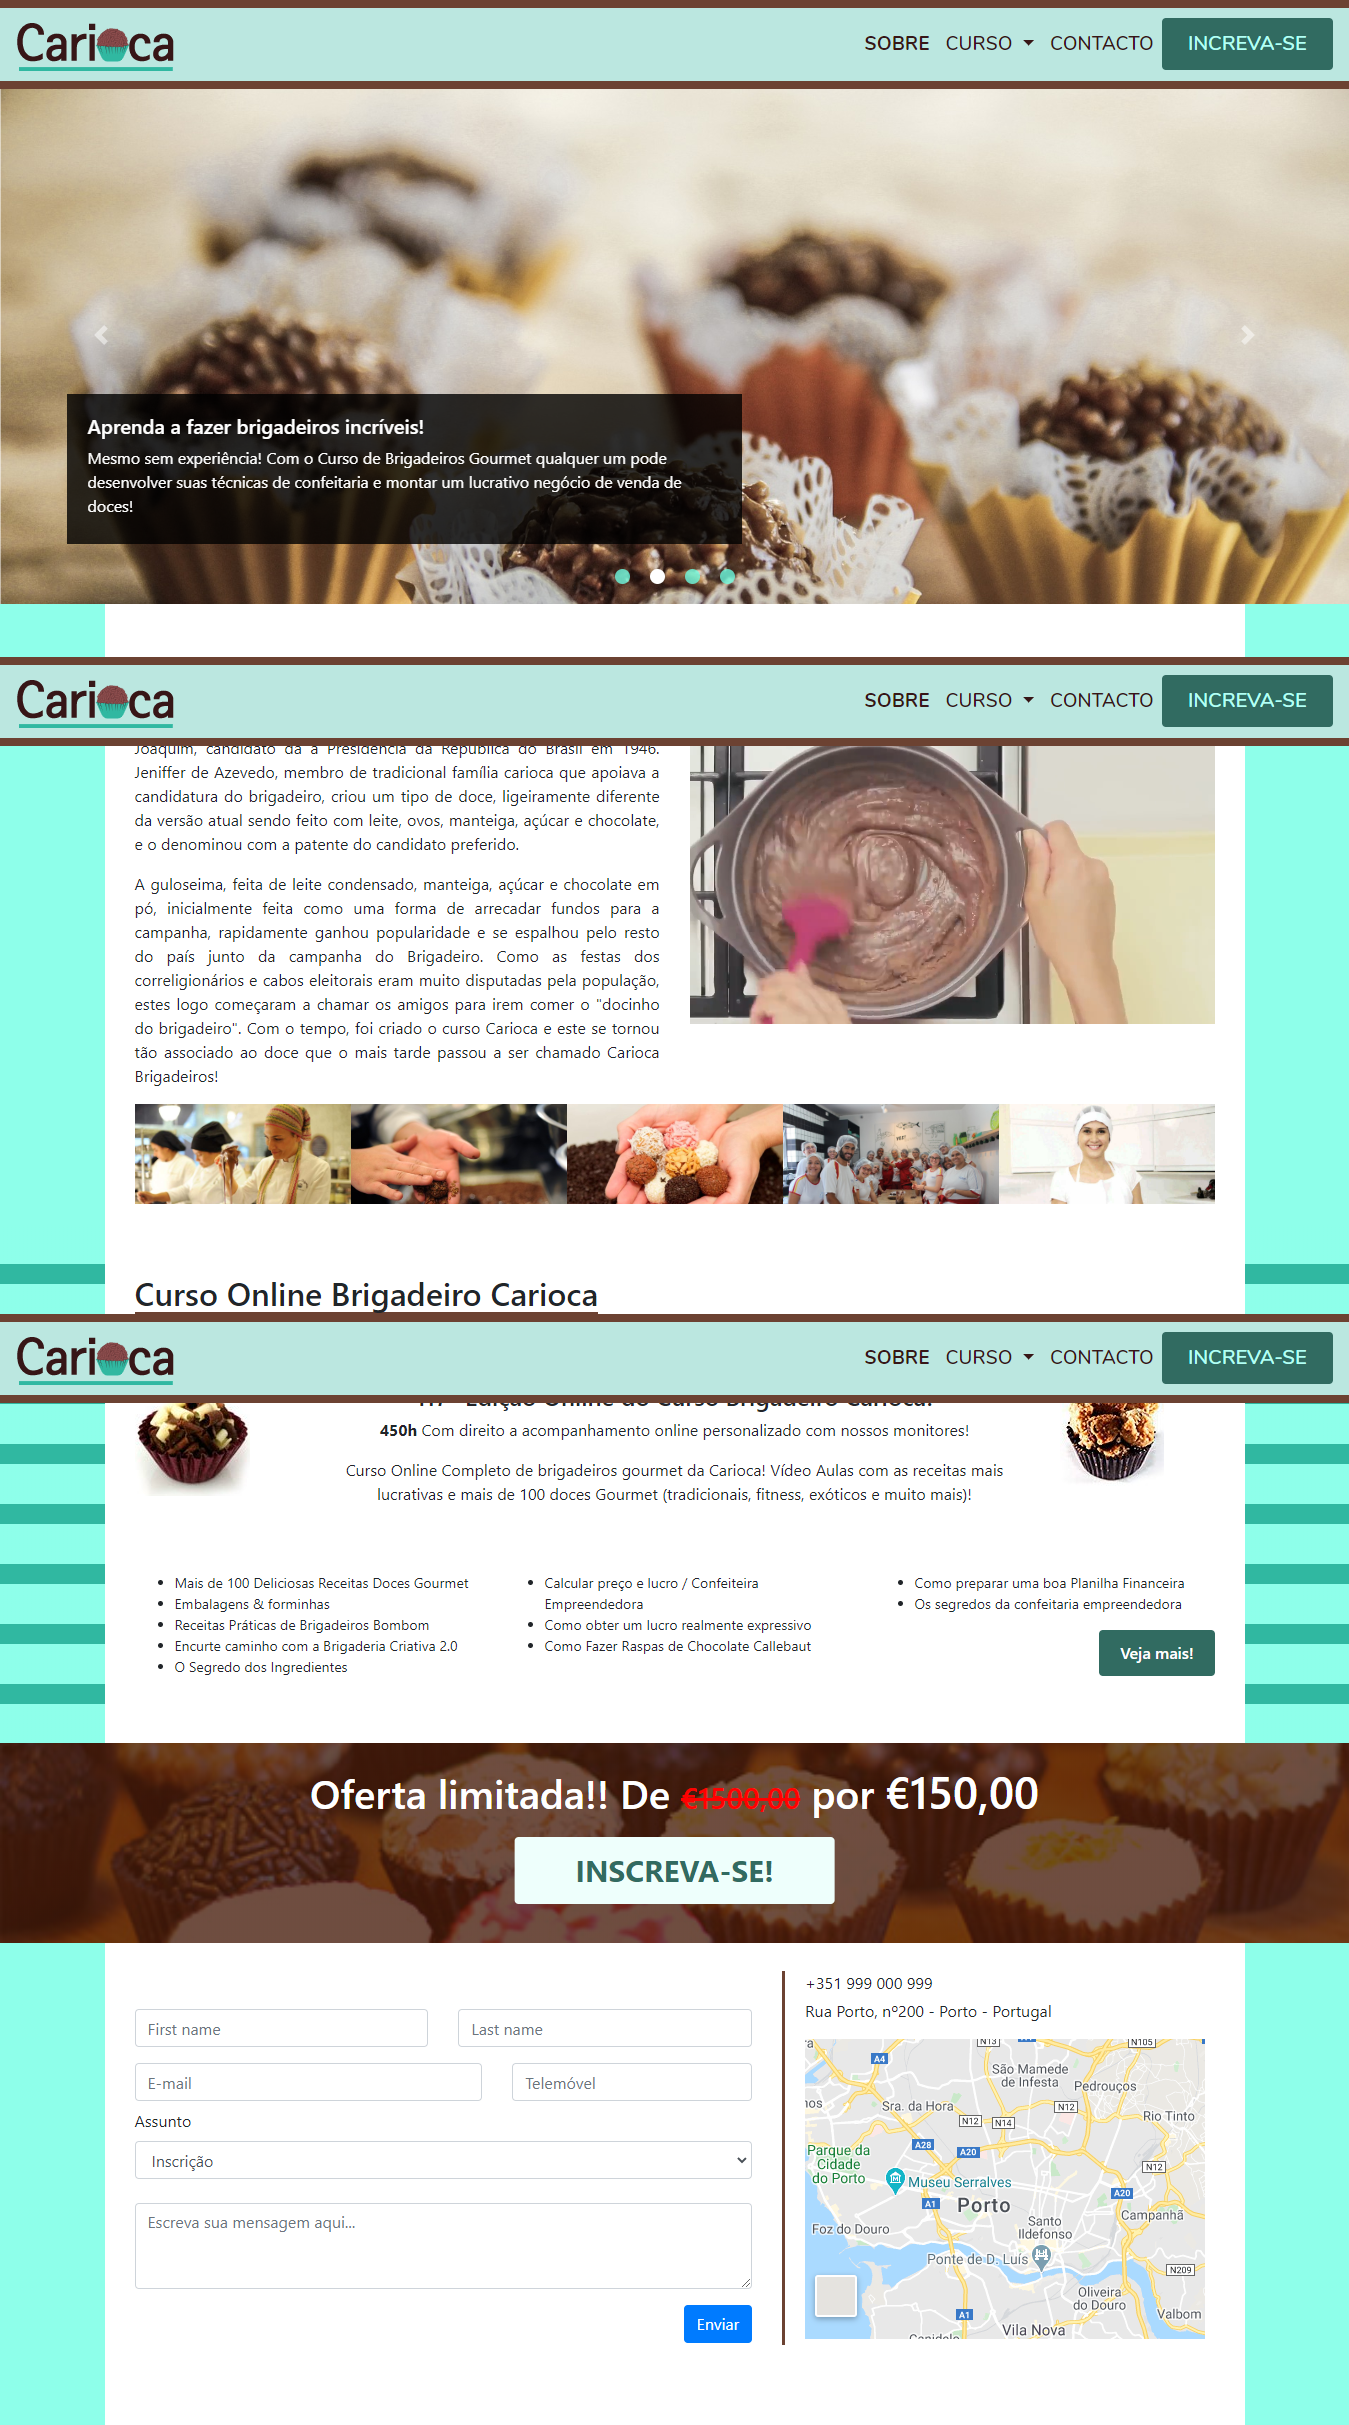 Carioca
SOBRE CURSO CONTACTO INCREVA-SE
Aprenda a fazer brigadeiros incríveis!
Mesmo sem experiência! Com o Curso de Brigadeiros Gourmet qualquer um pode
desenvolver suas técnicas de confeitaria e montar um lucrativo negócio de venda de
doces!
Carioca
SOBRE CURSO CONTACTO INCREVA-SE
Joaquim, candidato da à Presidência da República do Brasil em 1946.
Jeniffer de Azevedo, membro de tradicional família carioca que apoiava a
candidatura do brigadeiro, criou um tipo de doce, ligeiramente diferente
da versão atual sendo feito com leite, ovos, manteiga, açúcar e chocolate,
e o denominou com a patente do candidato preferido.
A guloseima, feita de leite condensado, manteiga, açúcar e chocolate em
pó, inicialmente feita como uma forma de arrecadar fundos para a
campanha, rapidamente ganhou popularidade e se espalhou pelo resto
do país junto da campanha do Brigadeiro. Como as festas dos
correligionários e cabos eleitorais eram muito disputadas pela população,
estes logo começaram a chamar os amigos para irem comer o "docinho
do brigadeiro". Com o tempo, foi criado o curso Carioca e este se tornou
tão associado ao doce que o mais tarde passou a ser chamado Carioca
Brigadeiros!
Curso Online Brigadeiro Carioca
Carioca
SOBRE CURSO CONTACTO INCREVA-SE
Edição Online do Curso Brigadeiro Carioca!
450h Com direito a acompanhamento online personalizado com nossos monitores!
Curso Online Completo de brigadeiros gourmet da Carioca! Vídeo Aulas com as receitas mais
lucrativas e mais de 100 doces Gourmet (tradicionais, fitness, exóticos e muito mais)!
Mais de 100 Deliciosas Receitas Doces Gourmet
Embalagens & forminhas
Receitas Práticas de Brigadeiros Bombom
Encurte caminho com a Brigaderia Criativa 2.0
O Segredo dos Ingredientes
Calcular preço e lucro / Confeiteira
Empreendedora
Como obter um lucro realmente expressivo
Como Fazer Raspas de Chocolate Callebaut
Como preparar uma boa Planilha Financeira
Os segredos da confeitaria empreendedora
Veja mais!
Oferta limitada!! De €1500,00 por €150,00
INSCREVA-SE!
First name
Last name
E-mail
Telemóvel
Assunto
Inscrição
Escreva sua mensagem aqui...
Enviar
+351 999 000 999
Rua Porto, nº200 - Porto - Portugal
N13
N105
A4
São Mamede
de Infesta
Pedrouços
nos
Sra. da Hora
N12
N14
N12
Rio Tinto
A28
A20
Parque da
Cidade
do Porto
N12
Museu Serralves
A1
Porto
A20
Campanhã
Foz do Douro
Santo
Ildefonso
Ponte de D. Luís
N209
Oliveira
do Douro
Valbom
A1
Vila Nova
Canidelo